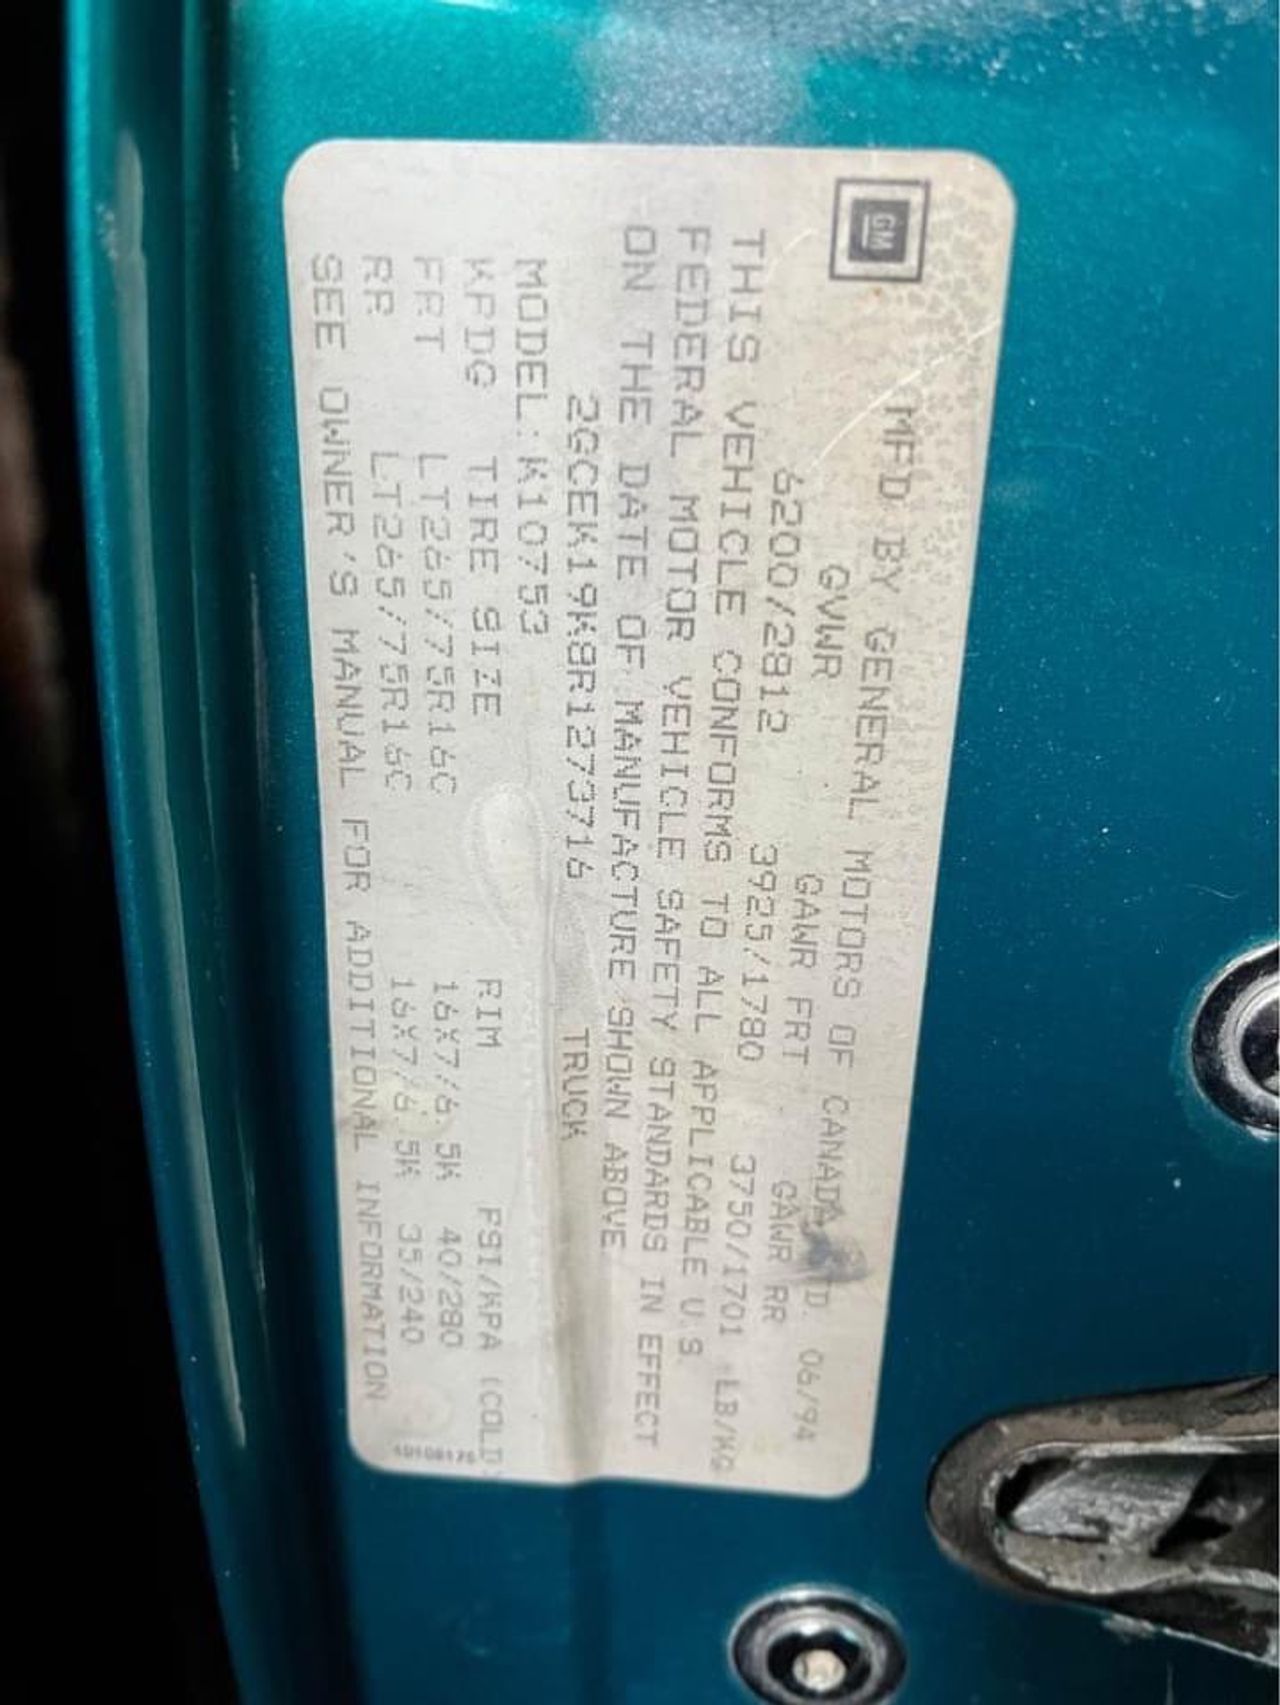 GM
MFD BY GENERAL MOTORS OF CANADA LTD. 06/94
GVWR GAWR FRT GAWR RR
6200/2812 3925/1780 3750/1701 LB/KG
THIS VEHICLE CONFORMS TO ALL APPLICABLE U.S.
FEDERAL MOTOR VEHICLE SAFETY STANDARDS IN EFFECT
ON THE DATE OF MANUFACTURE SHOWN ABOVE
2GCEK19K8R1273716 TRUCK
MODEL:K10753
KPDG TIRE SIZE RIM PSI/KPA (COLD)
FRT LT265/75R16C 16X7/6.5K 40/280
RR LT265/75R16C 16X7/6.5K 35/240
SEE OWNER'S MANUAL FOR ADDITIONAL INFORMATION